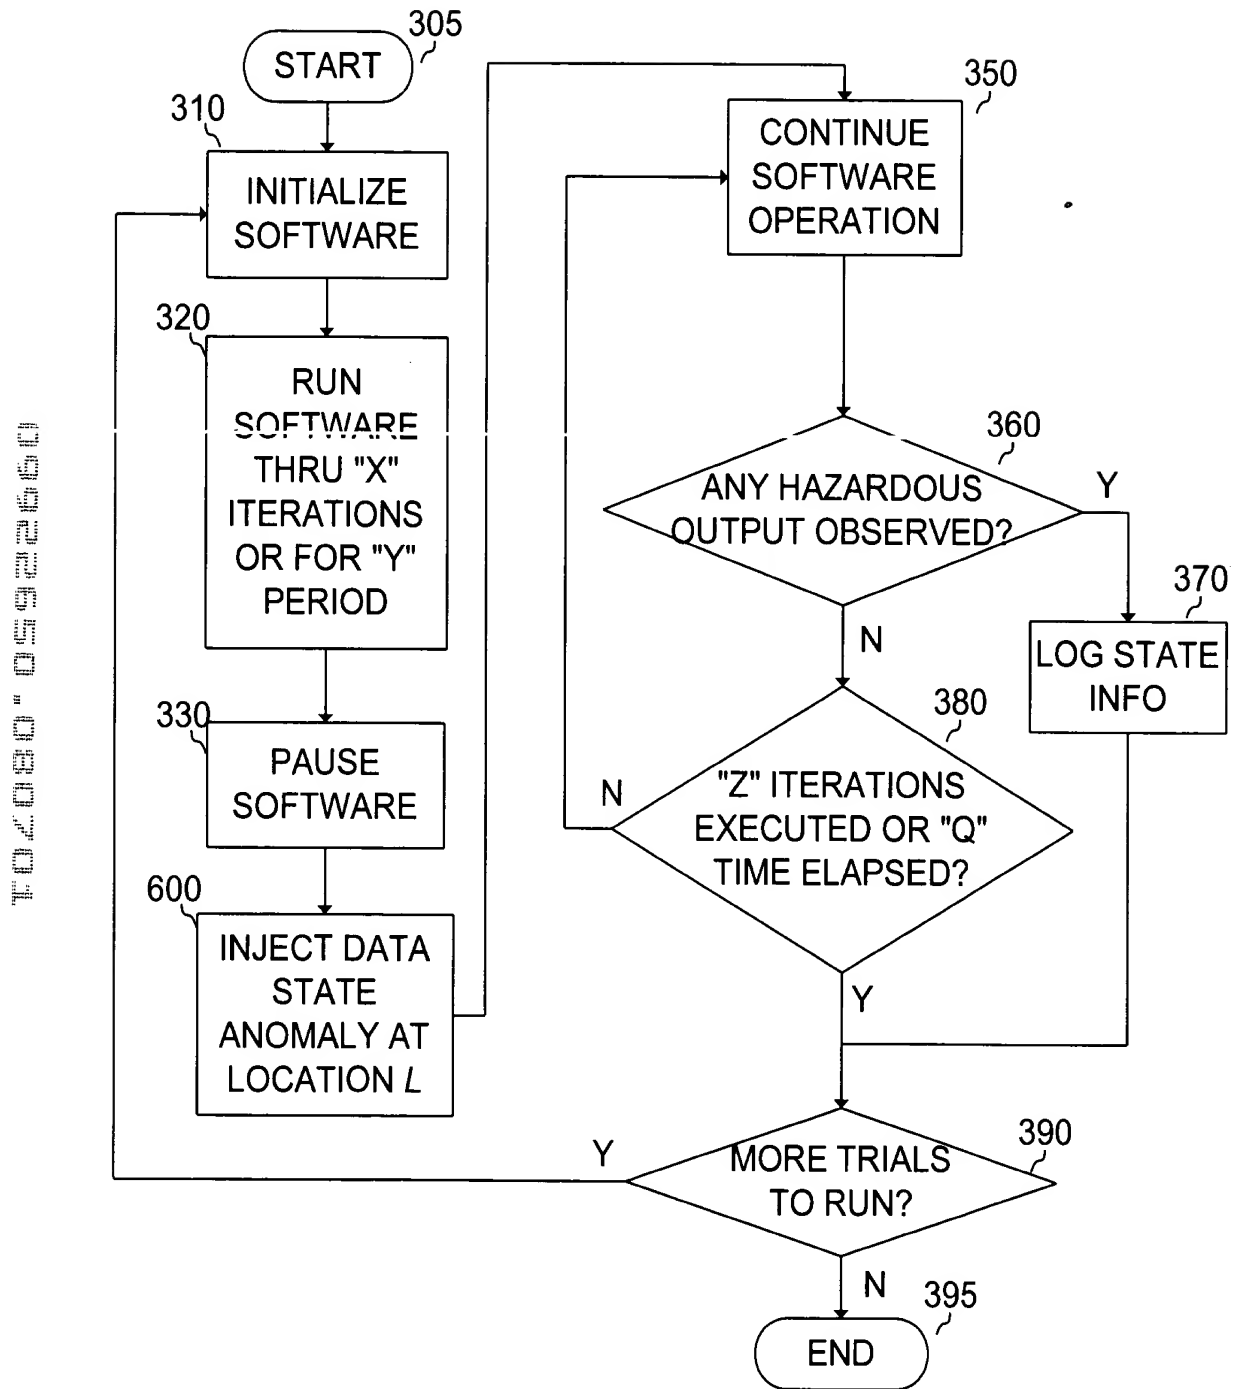 305
START
310
INITIALIZE
SOFTWARE
320
RUN
SOFTWARE
THRU "X"
ITERATIONS
OR FOR "Y"
PERIOD
330
PAUSE
SOFTWARE
600
INJECT DATA
STATE
ANOMALY AT
LOCATION L
350
CONTINUE
SOFTWARE
OPERATION
360
ANY HAZARDOUS
OUTPUT OBSERVED?
Y
N
370
LOG STATE
INFO
380
"Z" ITERATIONS
EXECUTED OR "Q"
TIME ELAPSED?
N
Y
390
MORE TRIALS
TO RUN?
Y
N
395
END
09922650.080701